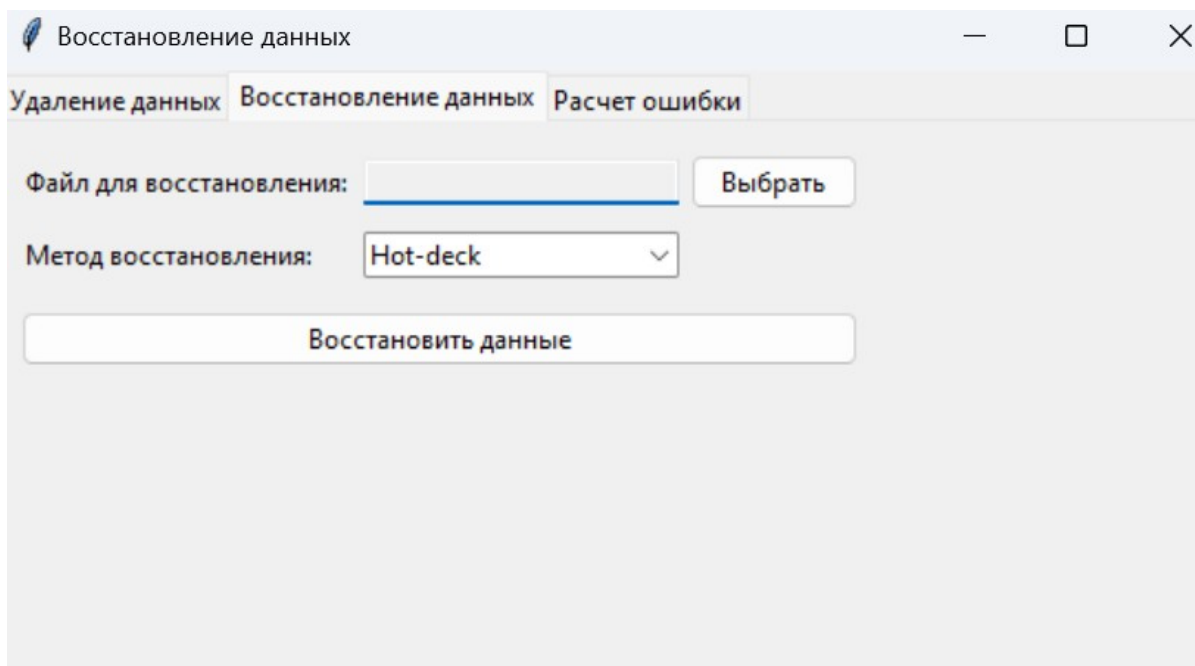 Восстановление данных
Удаление данных Восстановление данных Расчет ошибки
Файл для восстановления: Выбрать
Метод восстановления: Hot-deck
Восстановить данные